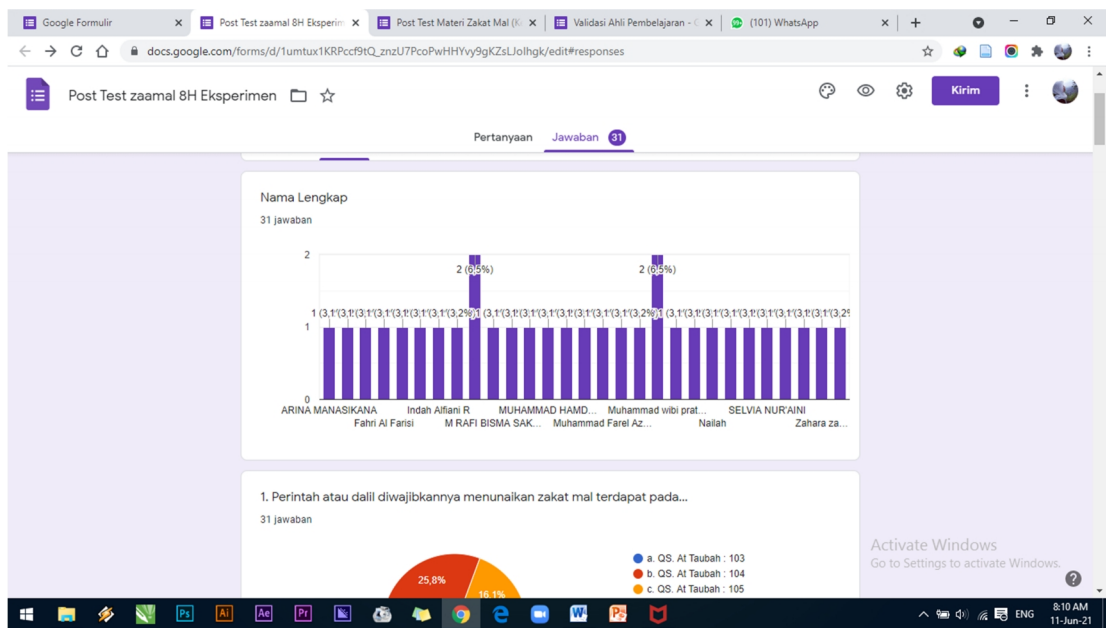 Google Formulir
Post Test zaamal 8H Eksperim
Post Test Materi Zakat Mal (K
Validasi Ahli Pembelajaran - G
(101) WhatsApp
docs.google.com/forms/d/1umtux1KRPccf9tQ_znzU7PcoPwHHYvy9gKZsLJoIhgk/edit#responses
Post Test zaamal 8H Eksperimen
Kirim
Pertanyaan
Jawaban 31
Nama Lengkap
31 jawaban
2
2 (6,5%)
2 (6,5%)
1
0
ARINA MANASIKANA
Indah Alfiani R
MUHAMMAD HAMD...
Muhammad wibi prat...
SELVIA NUR'AINI
Fahri Al Farisi
M RAFI BISMA SAK...
Muhammad Farel Az...
Nailah
Zahara za...
1. Perintah atau dalil diwajibkannya menunaikan zakat mal terdapat pada...
31 jawaban
25,8%
16,1%
a. QS. At Taubah : 103
b. QS. At Taubah : 104
c. QS. At Taubah : 105
Activate Windows
Go to Settings to activate Windows.
Ps
Ai
Ae
Pr
ENG
8:10 AM
11-Jun-21